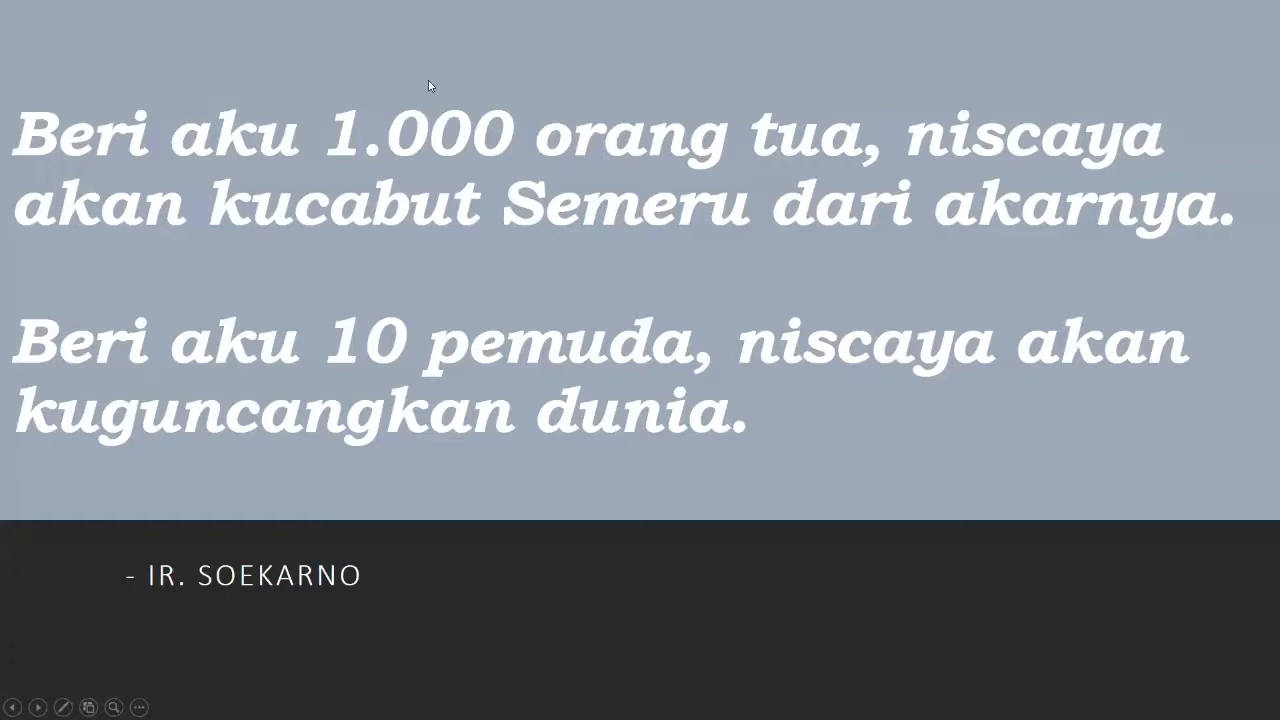 Beri aku 1.000 orang tua, niscaya
akan kucabut Semeru dari akarnya.
Beri aku 10 pemuda, niscaya akan
kuguncangkan dunia.
- IR. SOEKARNO